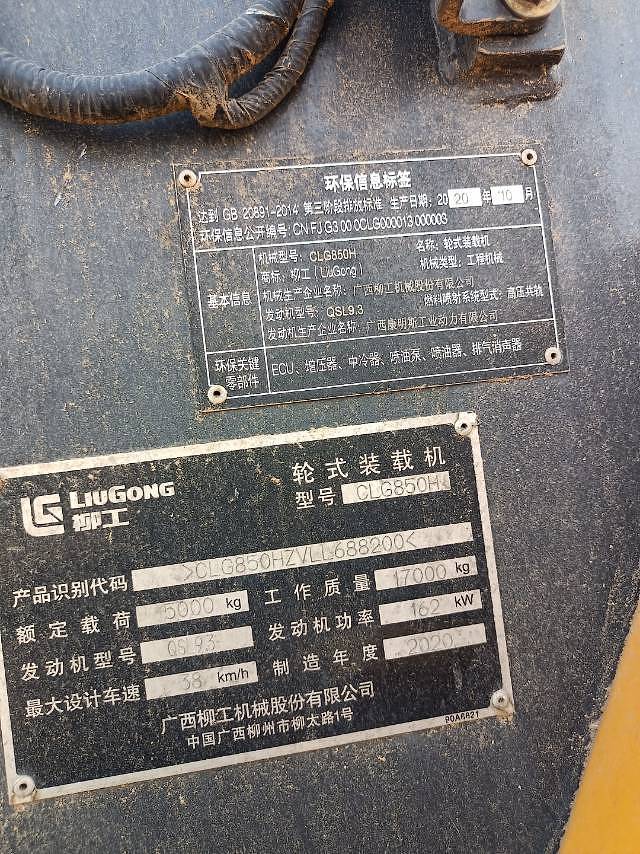 环保信息标签
达到 GB 20891-2014 第三阶段排放标准 生产日期: 2020 年 10 月
环保信息公开编号: CN FJ G3 00 0CLG000013 000003
基本信息
机械型号: CLG850H 名称: 轮式装载机
商标: 柳工 (LiuGong) 机械类型: 工程机械
机械生产企业名称: 广西柳工机械股份有限公司
发动机型号: QSL9.3 燃料喷射系统型式: 高压共轨
发动机生产企业名称: 广西康明斯工业动力有限公司
环保关键零部件
ECU、增压器、中冷器、喷油泵、喷油器、排气消声器
LIUGONG
柳工
轮式装载机
型号 CLG850H
产品识别代码 >CLG850HZVLL688200<
额定载荷 5000 kg 工作质量 17000 kg
发动机型号 QSL9.3 发动机功率 162 kW
最大设计车速 38 km/h 制造年度 2020
广西柳工机械股份有限公司
中国广西柳州市柳太路1号
90A6821